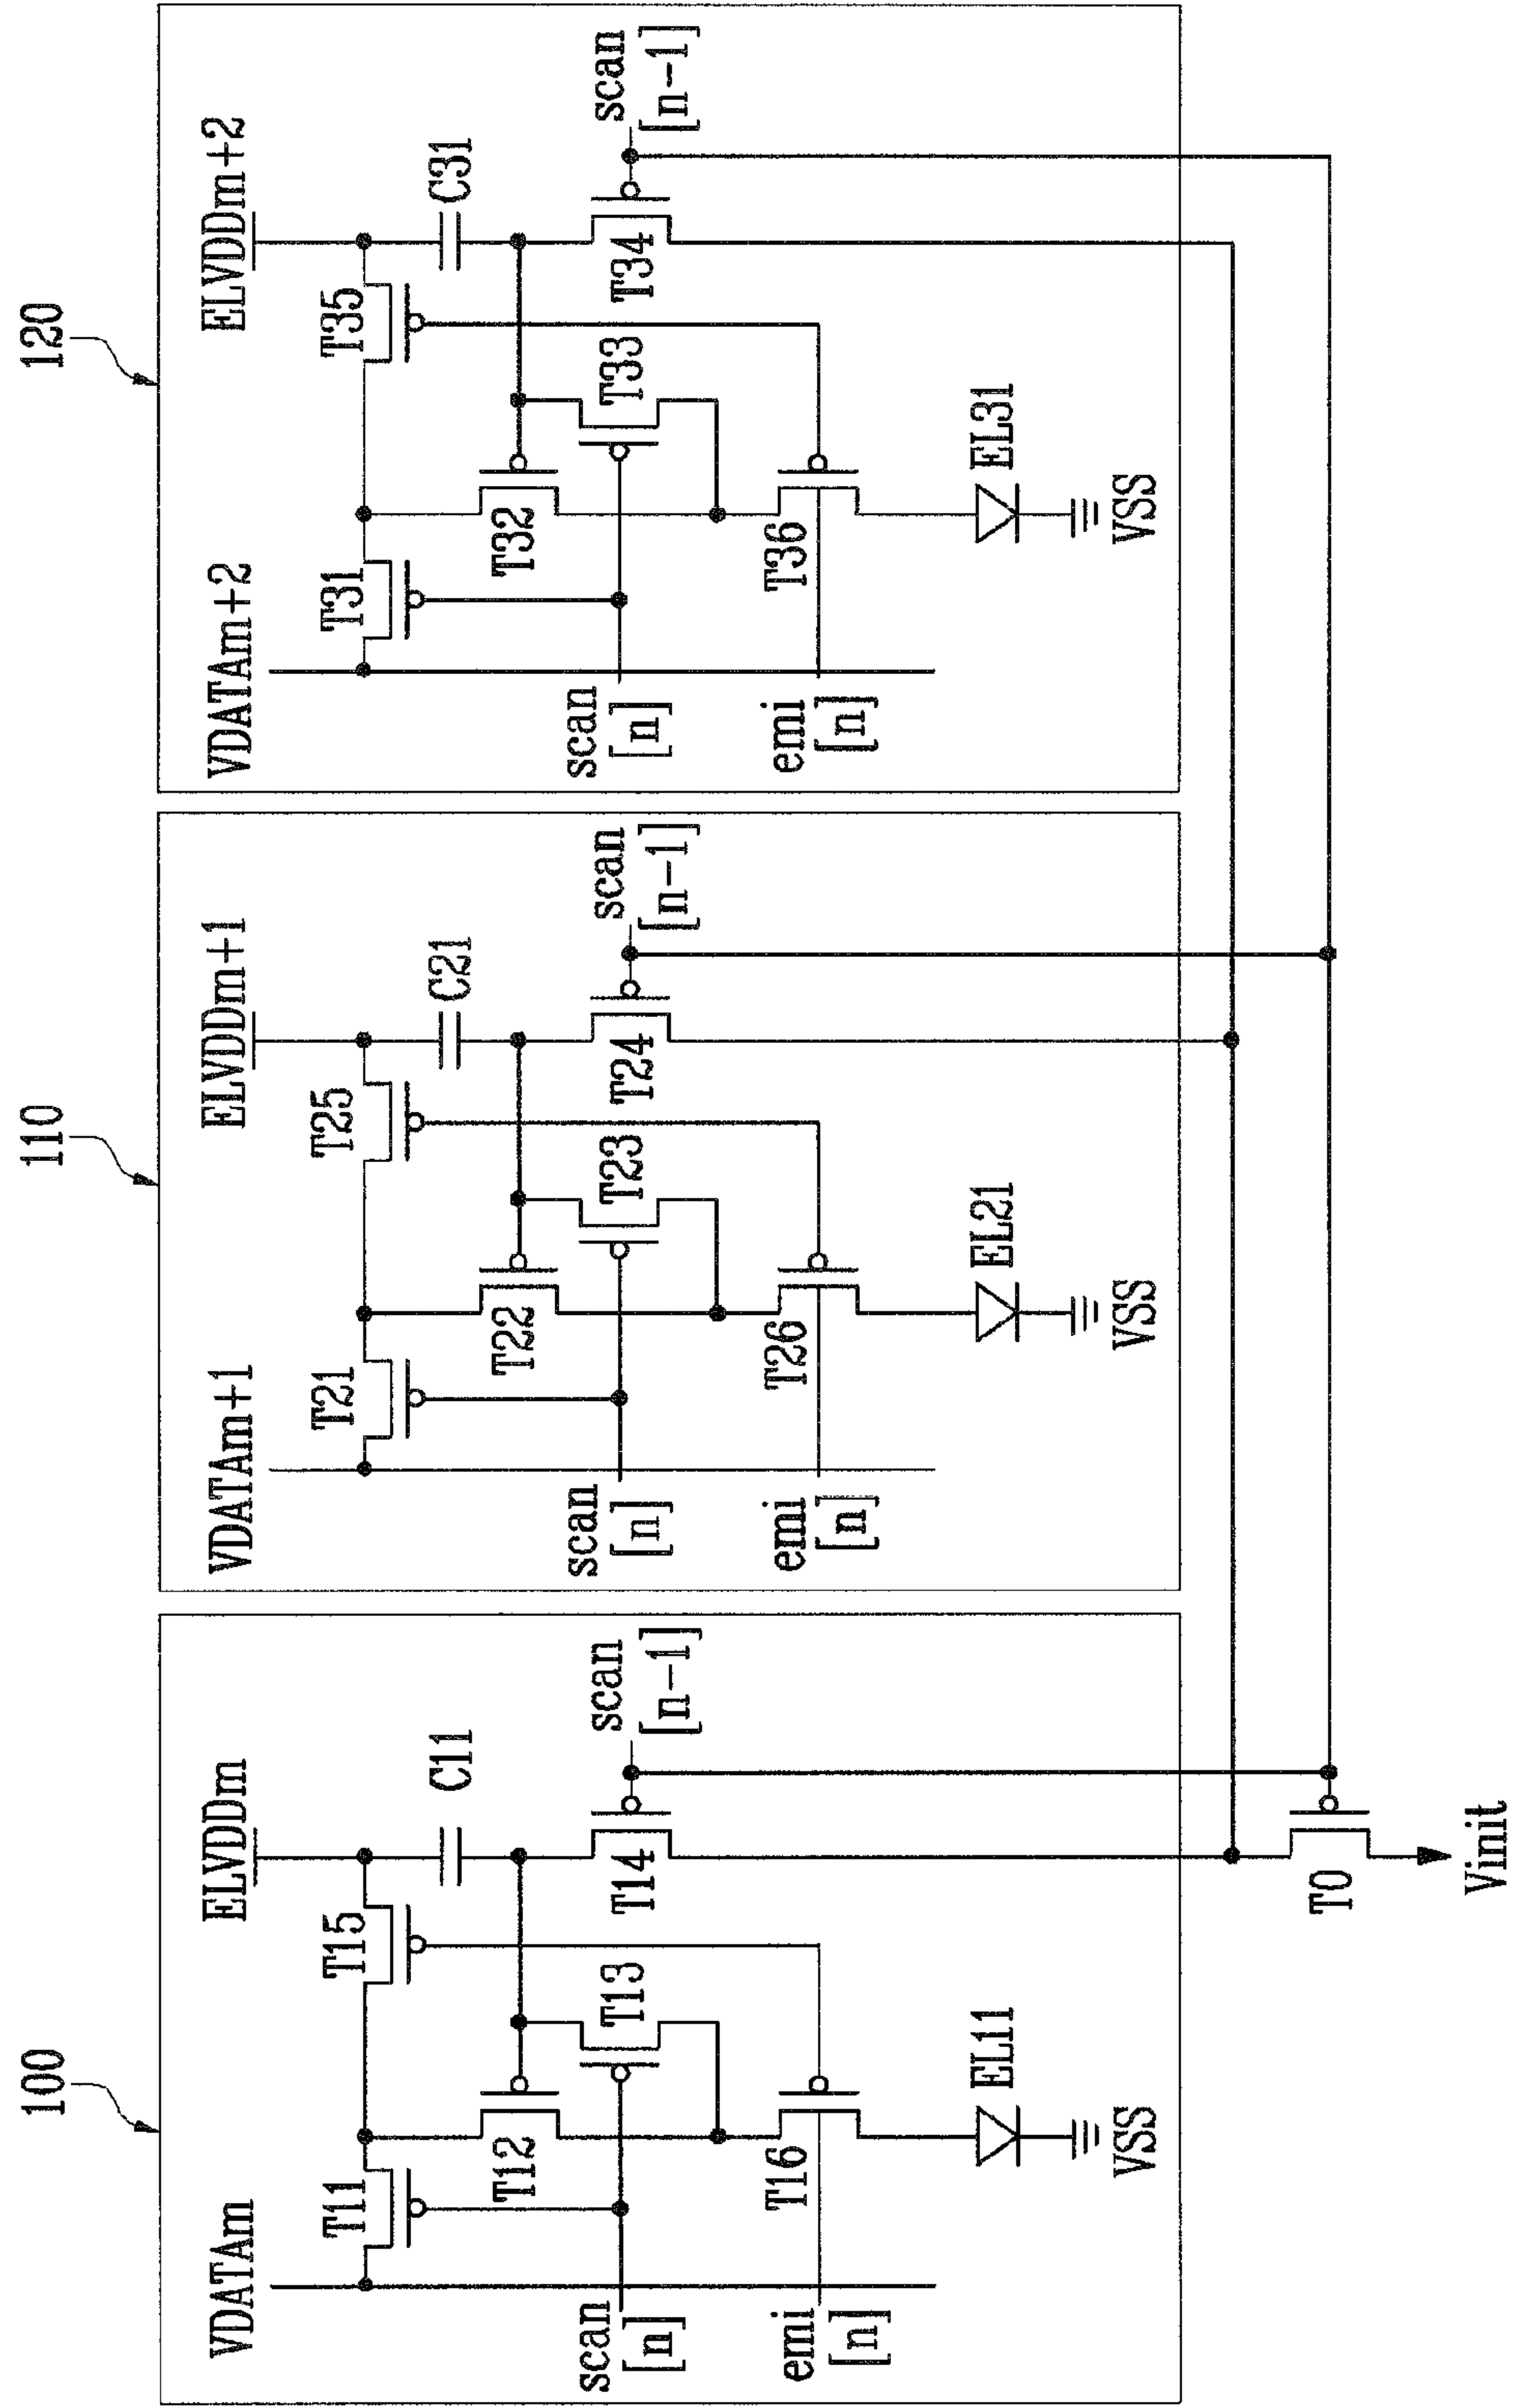 100
110
120
VDATAm
ELVDDm
T11
T15
C11
T12
T13
T14
scan
[n-1]
scan
[n]
T16
emi
[n]
EL11
VSS
VDATAm+1
ELVDDm+1
T21
T25
C21
T22
T23
T24
scan
[n-1]
scan
[n]
T26
emi
[n]
EL21
VSS
VDATAm+2
ELVDDm+2
T31
T35
C31
T32
T33
T34
scan
[n-1]
scan
[n]
T36
emi
[n]
EL31
VSS
T0
Vinit